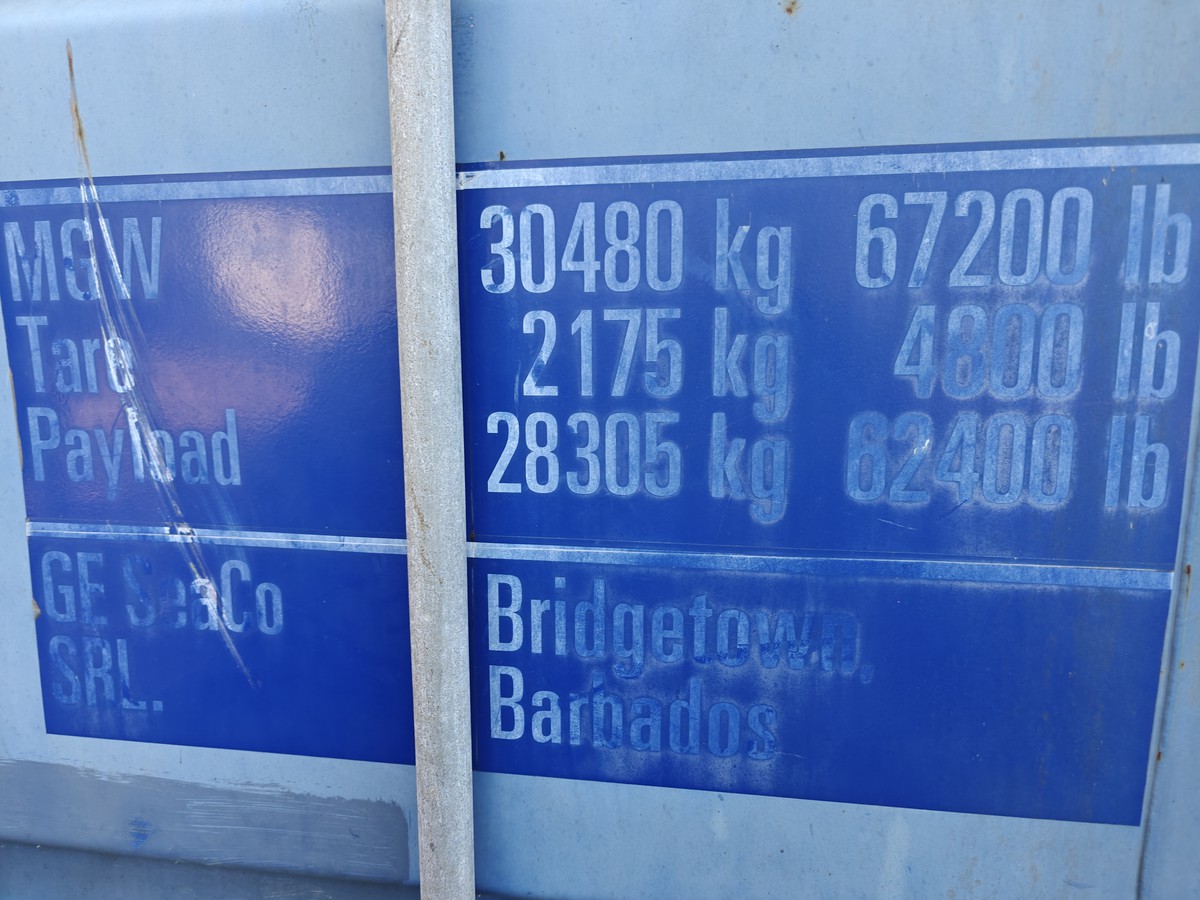 MGW 30480 kg 67200 lb
Tare 2175 kg 4800 lb
Payload 28305 kg 62400 lb
GE SeaCo Bridgetown,
SRL. Barbados